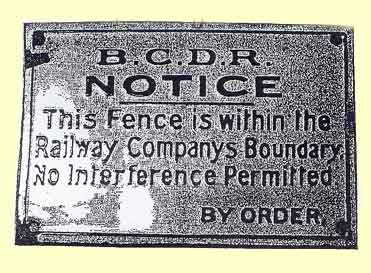 B.C.D.R.
NOTICE
This Fence is within the
Railway Companys Boundary.
No Interference Permitted.
BY ORDER.